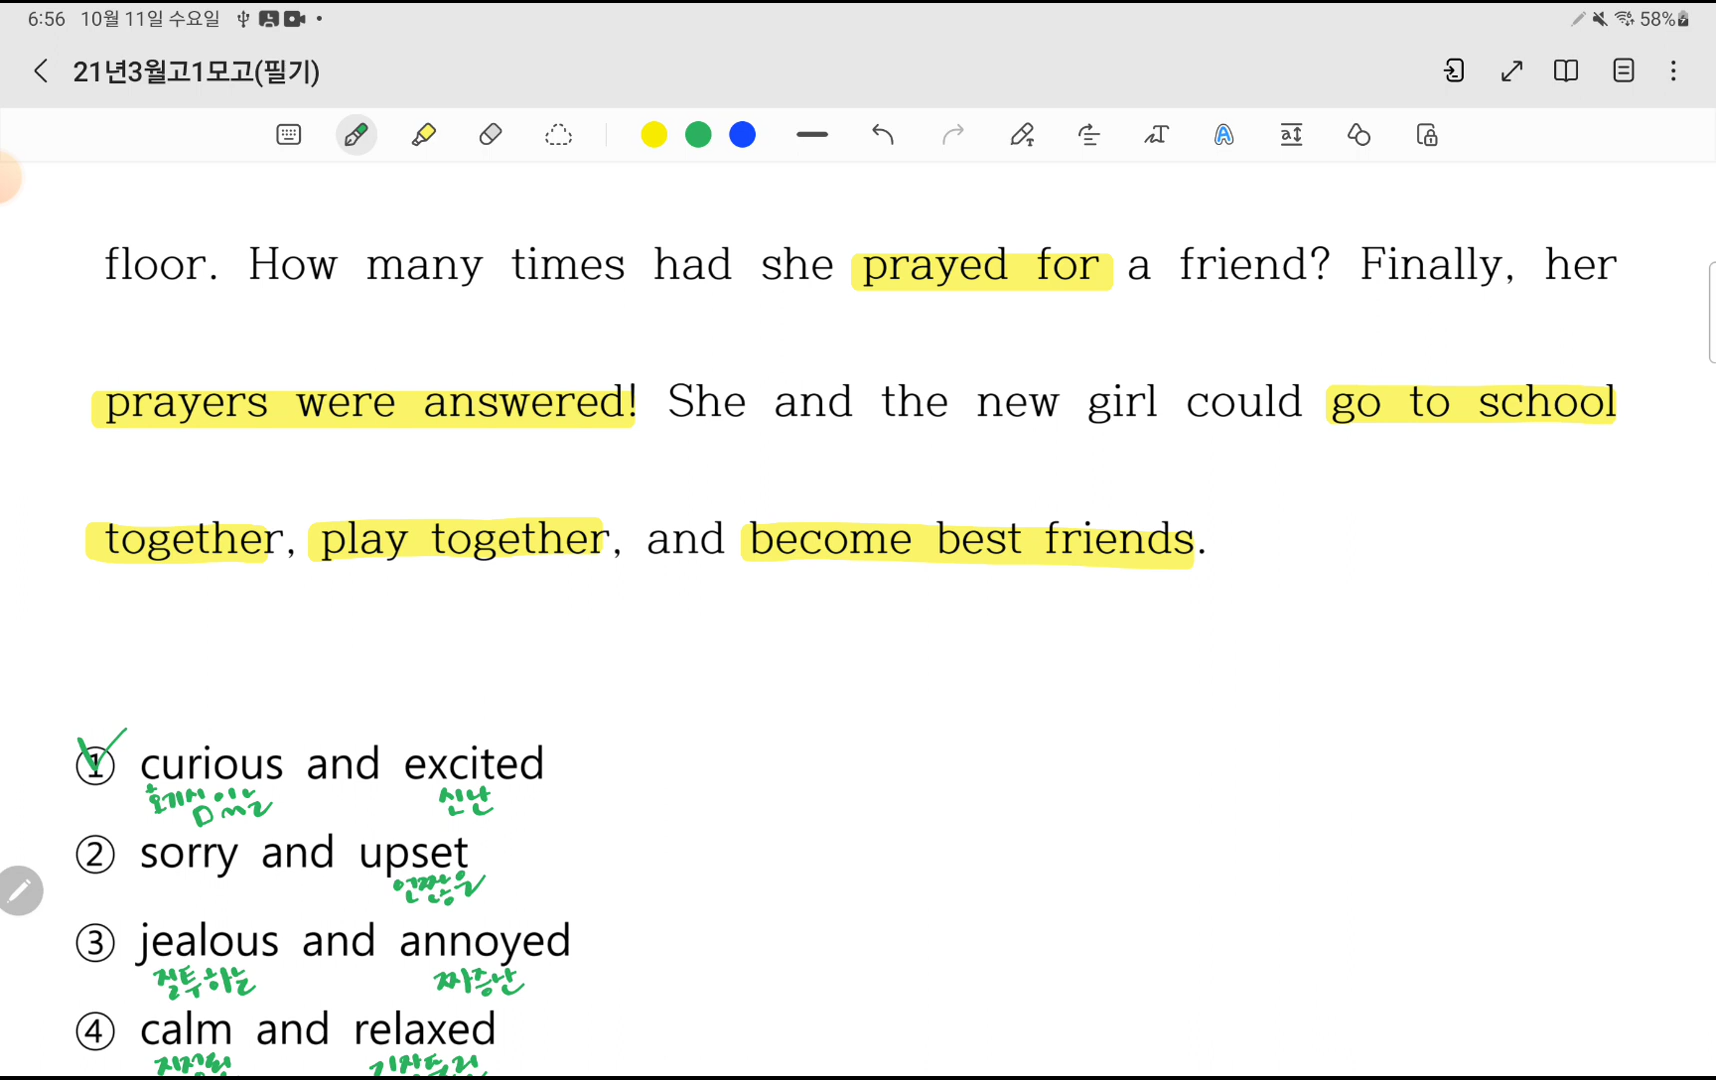 6:56 10월 11일 수요일
58%
21년3월고1모고(필기)
floor. How many times had she prayed for a friend? Finally, her
prayers were answered! She and the new girl could go to school
together, play together, and become best friends.
① curious and excited
호기심 있는 신난
② sorry and upset
언짢은
③ jealous and annoyed
질투하는 짜증난
④ calm and relaxed